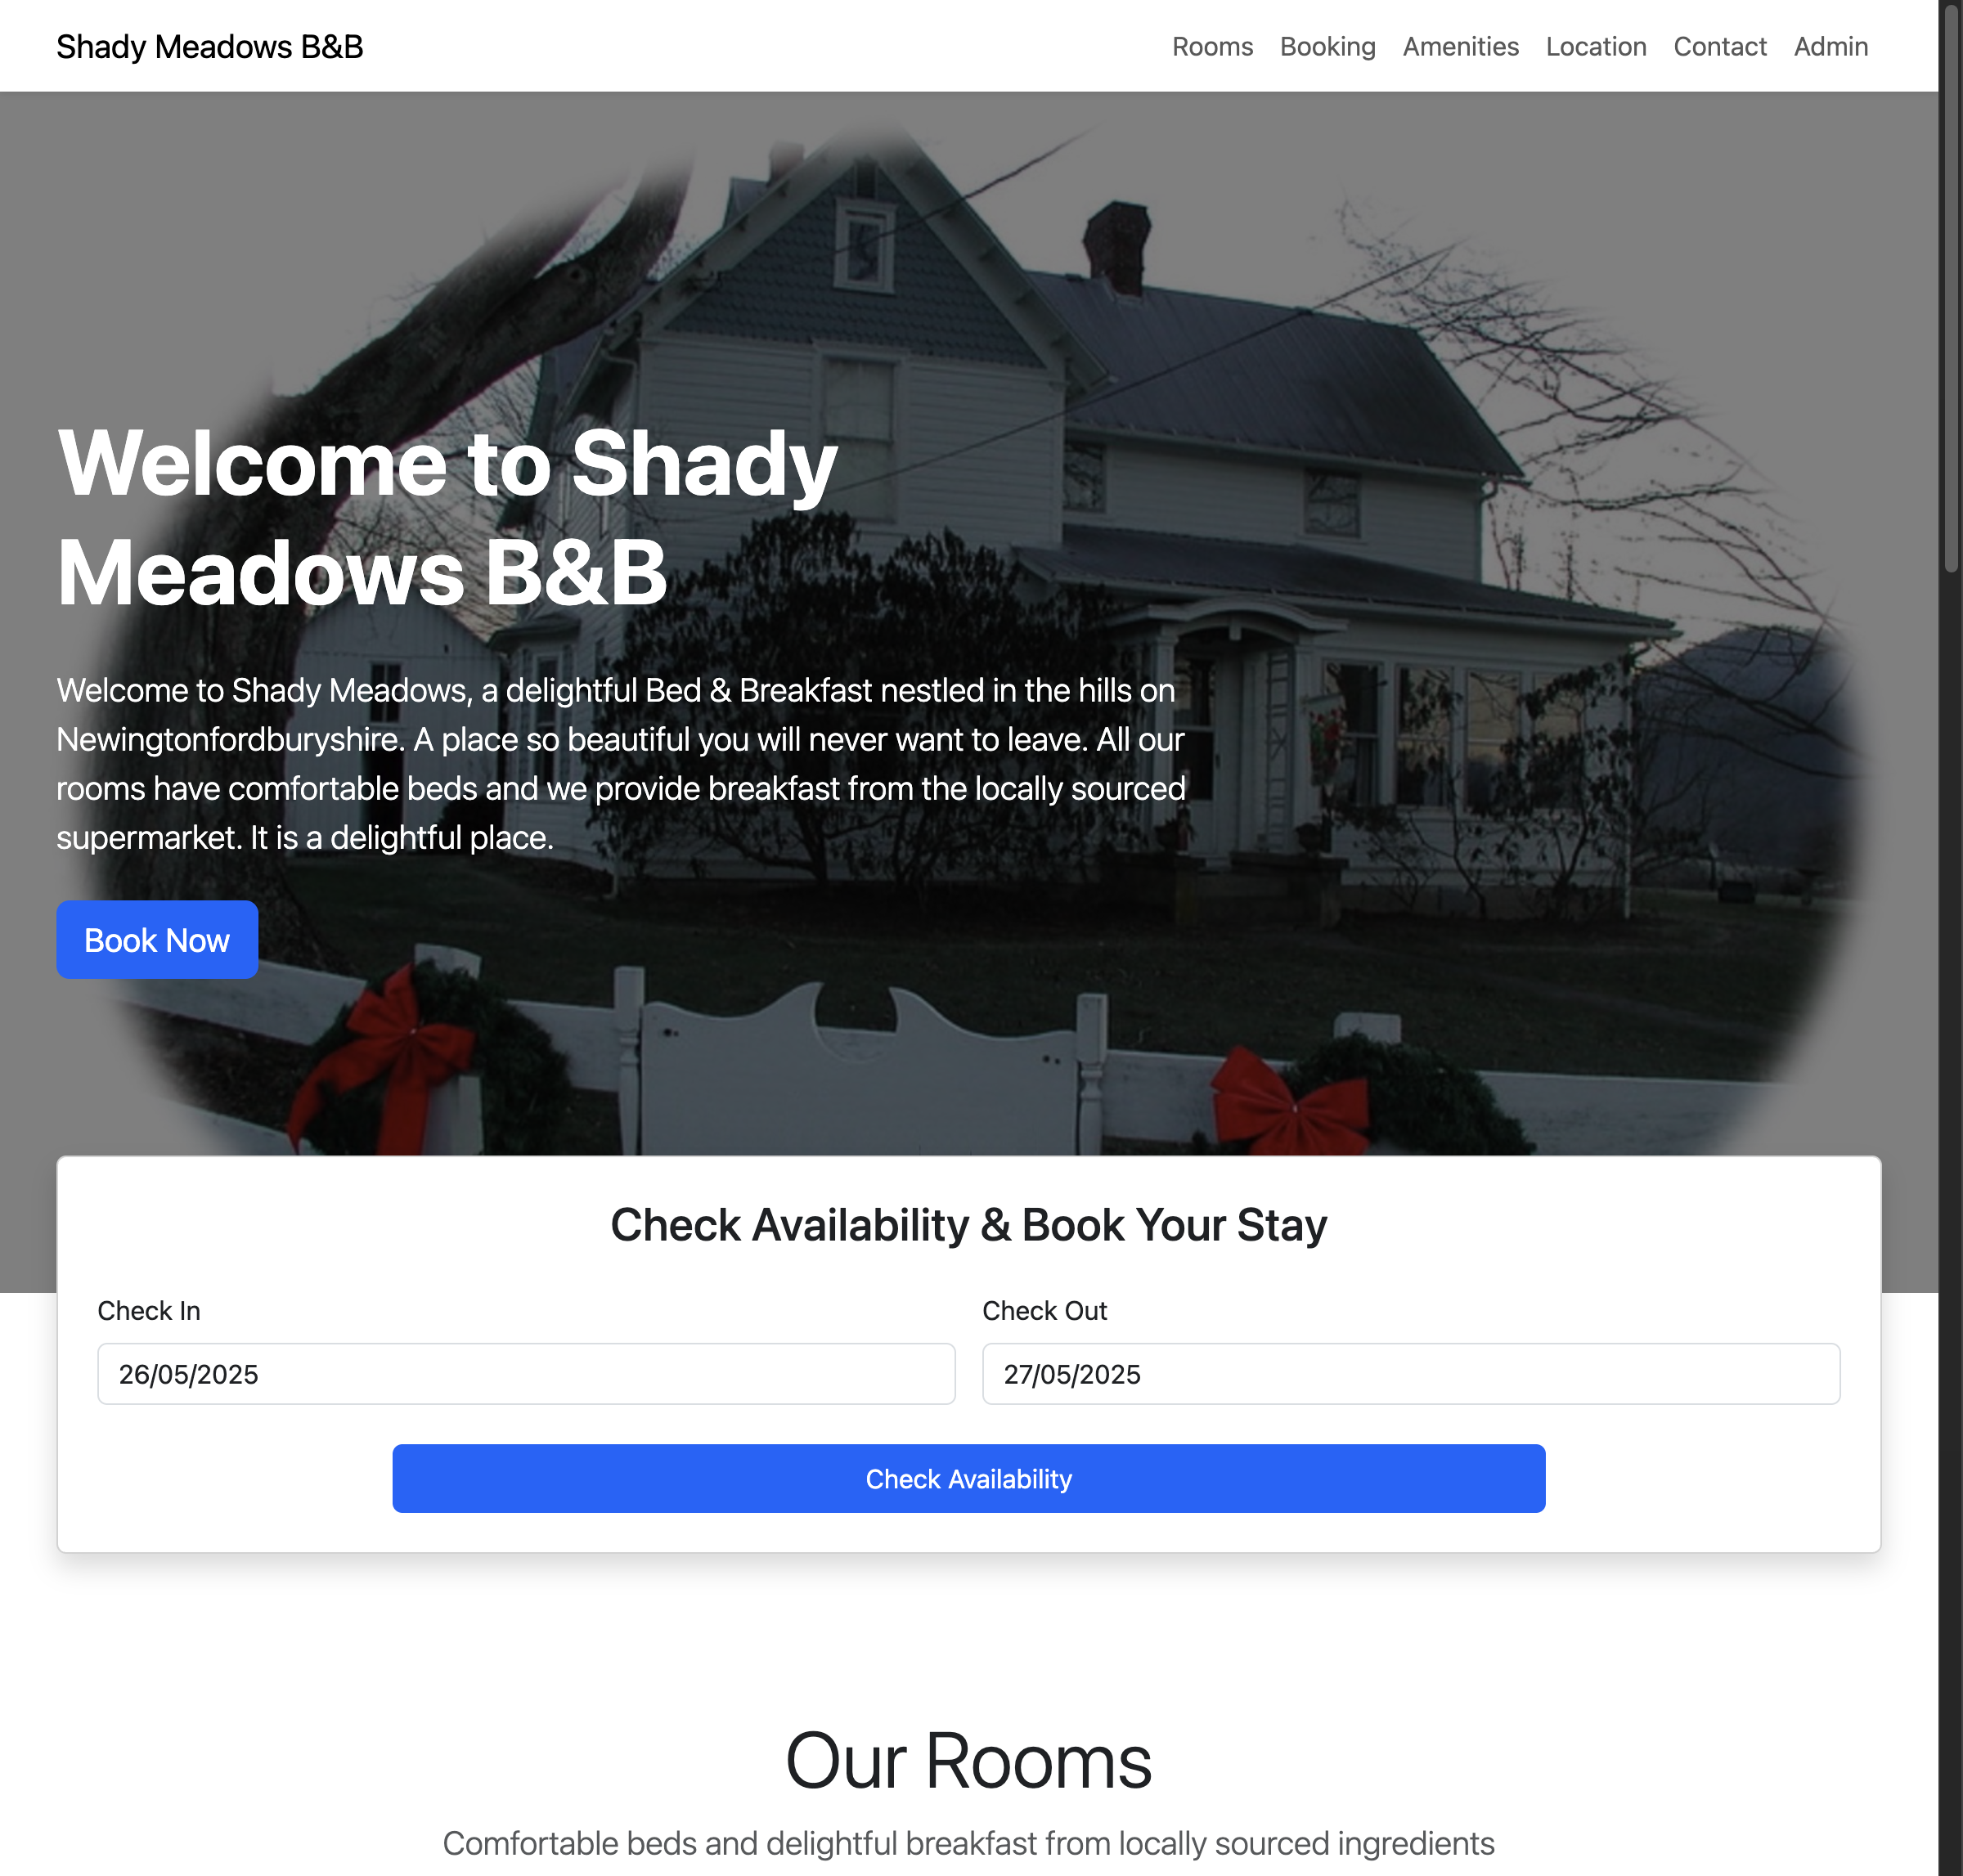 Shady Meadows B&B
Rooms Booking Amenities Location Contact Admin
Welcome to Shady
Meadows B&B
Welcome to Shady Meadows, a delightful Bed & Breakfast nestled in the hills on
Newingtonfordburyshire. A place so beautiful you will never want to leave. All our
rooms have comfortable beds and we provide breakfast from the locally sourced
supermarket. It is a delightful place.
Book Now
Check Availability & Book Your Stay
Check In
Check Out
26/05/2025
27/05/2025
Check Availability
Our Rooms
Comfortable beds and delightful breakfast from locally sourced ingredients